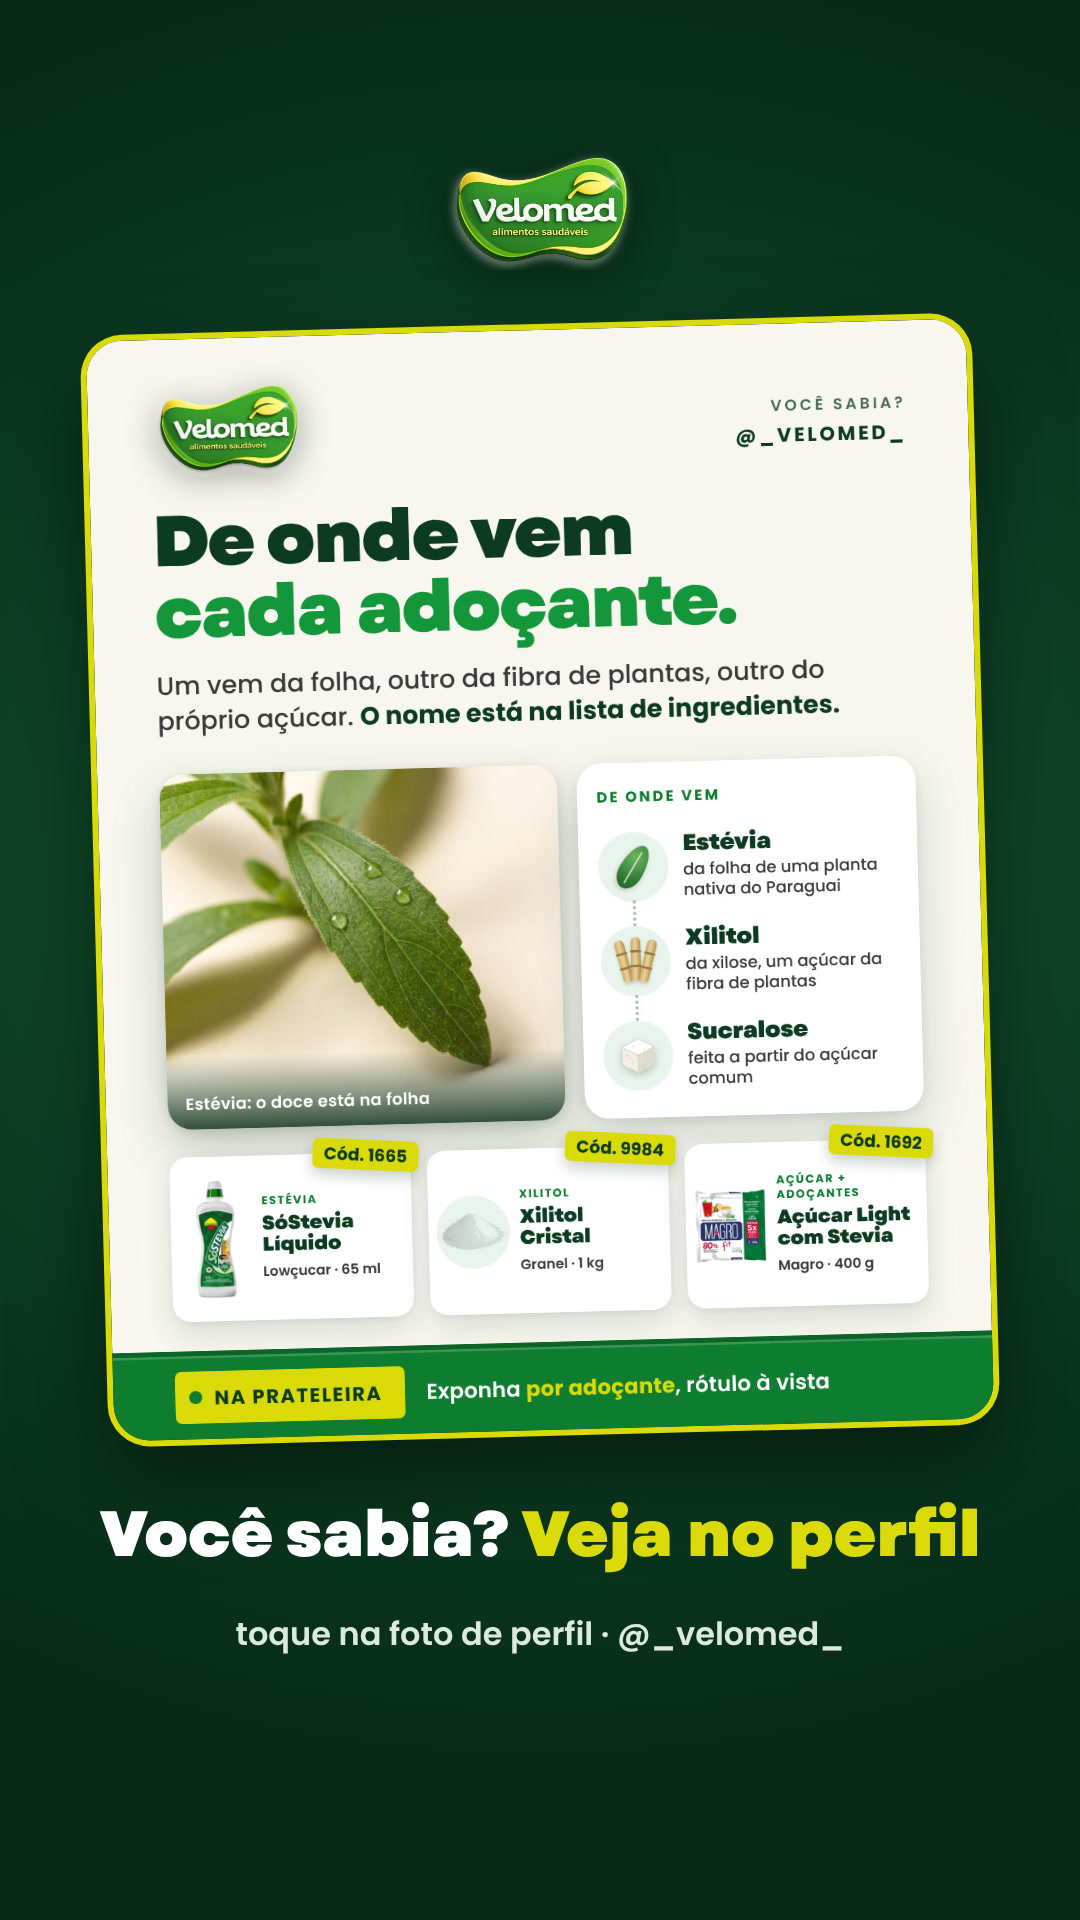 Velomed
alimentos saudáveis
Velomed
alimentos saudáveis
VOCÊ SABIA?
@_VELOMED_
De onde vem
cada adoçante.
Um vem da folha, outro da fibra de plantas, outro do
próprio açúcar. O nome está na lista de ingredientes.
Estévia: o doce está na folha
DE ONDE VEM
Estévia
da folha de uma planta
nativa do Paraguai
Xilitol
da xilose, um açúcar da
fibra de plantas
Sucralose
feita a partir do açúcar
comum
Cód. 1665
ESTÉVIA
SóStevia
Líquido
Lowçucar · 65 ml
SóSTEVIA
Cód. 9984
XILITOL
Xilitol
Cristal
Granel · 1 kg
Cód. 1692
AÇÚCAR +
ADOÇANTES
Açúcar Light
com Stevia
Magro · 400 g
MAGRO
80%
fit
5X
NA PRATELEIRA
Exponha por adoçante, rótulo à vista
Você sabia? Veja no perfil
toque na foto de perfil · @_velomed_